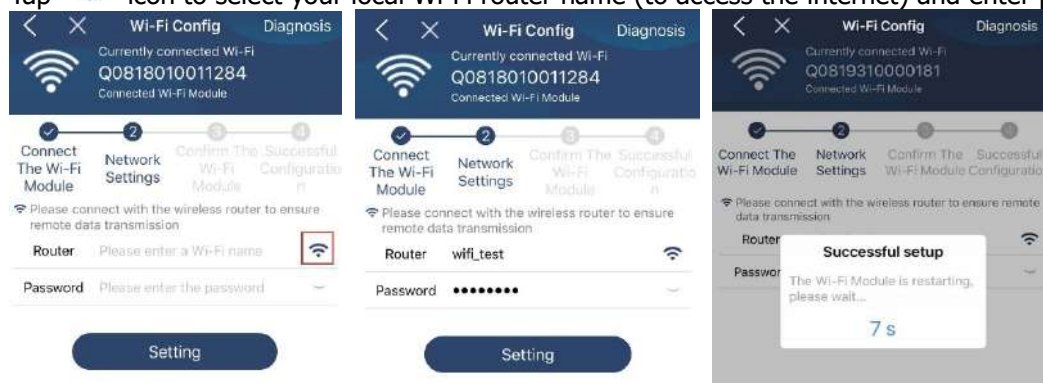 Tap icon to select your local Wi-Fi router name (to access the internet) and enter
Wi-Fi Config Diagnosis
Currently connected Wi-Fi
Q0818010011284
Connected Wi-Fi Module
2 3 4
Connect The Wi-Fi Module
Network Settings
Confirm The Wi-Fi Module
Successful Configuratio n
Please connect with the wireless router to ensure
remote data transmission
Router Please enter a Wi-Fi name
Password Please enter the password
Setting
Wi-Fi Config Diagnosis
Currently connected Wi-Fi
Q0818010011284
Connected Wi-Fi Module
2 3 4
Connect The Wi-Fi Module
Network Settings
Confirm The Wi-Fi Module
Successful Configuratio n
Please connect with the wireless router to ensure
remote data transmission
Router wifi_test
Password ••••••••
Setting
Wi-Fi Config Diagnosis
Currently connected Wi-Fi
Q0819310000181
Connected Wi-Fi Module
2
Connect The Wi-Fi Module
Network Settings
Confirm The Wi-Fi Module
Successful Configuratio
Please connect with the wireless router to ensure remote
data transmission
Router
Passwor
Successful setup
The Wi-Fi Module is restarting,
please wait...
7 s